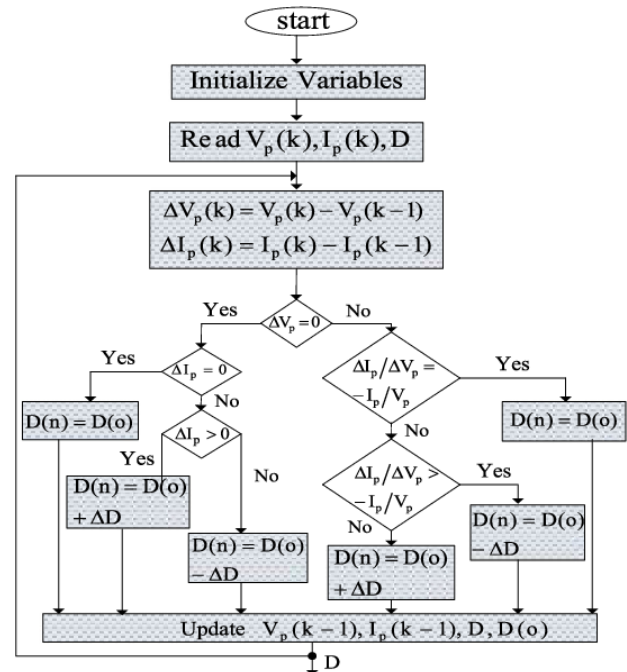 start
Initialize Variables
Read Vₚ(k), Iₚ(k), D
ΔVₚ(k) = Vₚ(k) − Vₚ(k−1)
ΔIₚ(k) = Iₚ(k) − Iₚ(k−1)
Yes
ΔVₚ = 0
No
Yes
ΔIₚ = 0
No
ΔIₚ/ΔVₚ =
−Iₚ/Vₚ
Yes
D(n) = D(o)
ΔIₚ > 0
Yes
No
No
D(n) = D(o)
ΔIₚ/ΔVₚ >
−Iₚ/Vₚ
Yes
No
D(n) = D(o)
+ ΔD
D(n) = D(o)
− ΔD
D(n) = D(o)
+ ΔD
D(n) = D(o)
− ΔD
Update Vₚ(k−1), Iₚ(k−1), D, D(o)
D